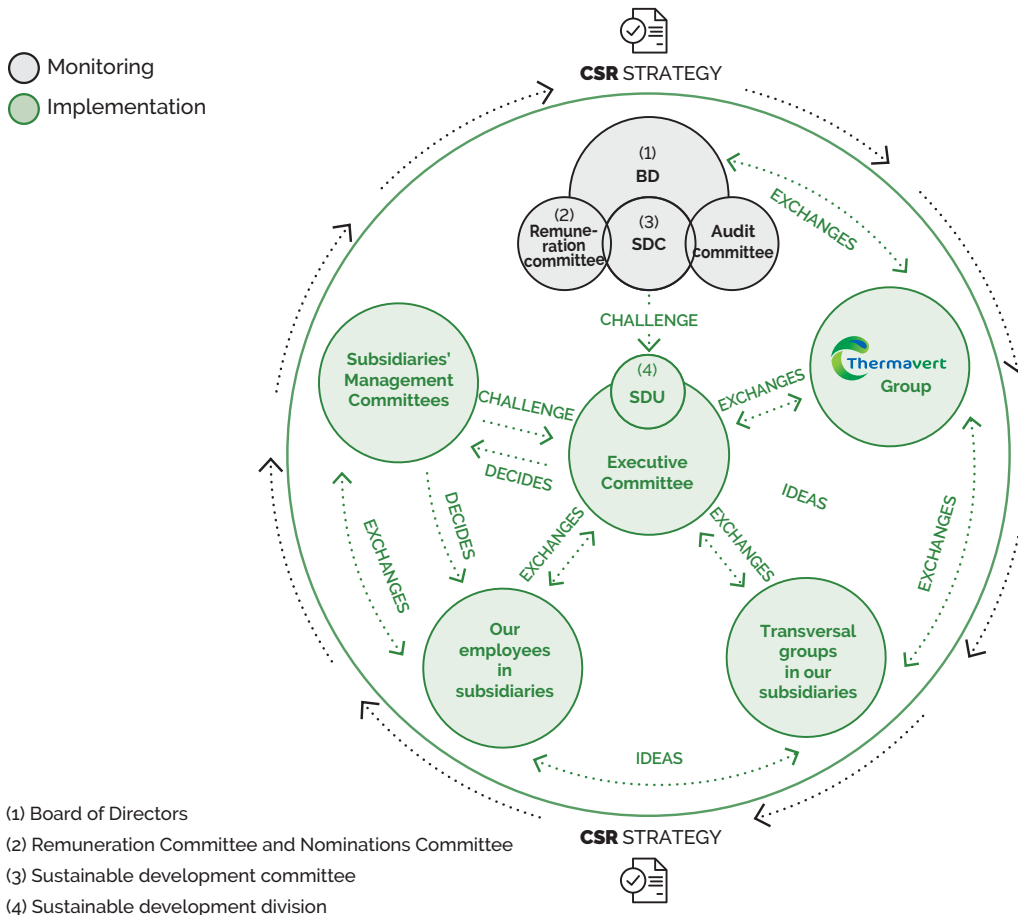 Monitoring
Implementation
CSR STRATEGY
(1)
BD
(2)
Remune-
ration
committee
(3)
SDC
Audit
committee
EXCHANGES
CHALLENGE
Subsidiaries'
Management
Committees
CHALLENGE
DECIDES
(4)
SDU
Executive
Committee
EXCHANGES
Thermavert
Group
IDEAS
DECIDES
EXCHANGES
EXCHANGES
EXCHANGES
EXCHANGES
Our
employees
in
subsidiaries
Transversal
groups
in our
subsidiaries
IDEAS
CSR STRATEGY
(1) Board of Directors
(2) Remuneration Committee and Nominations Committee
(3) Sustainable development committee
(4) Sustainable development division